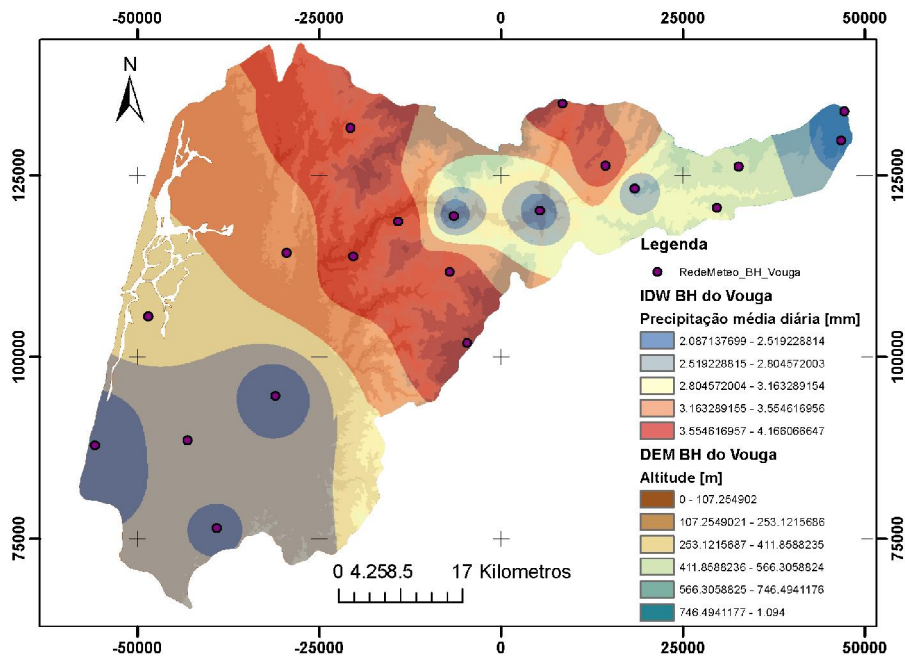 -50000 -25000 0 25000 50000
N
125000 125000
100000 100000
75000 75000
Legenda
RedeMeteo_BH_Vouga
IDW BH do Vouga
Precipitação média diária [mm]
2.087137699 - 2.519228814
2.519228815 - 2.804572003
2.804572004 - 3.163289154
3.163289155 - 3.554616956
3.554616957 - 4.166066647
DEM BH do Vouga
Altitude [m]
0 - 107.254902
107.2549021 - 253.1215686
253.1215687 - 411.8588235
411.8588236 - 566.3058824
566.3058825 - 746.4941176
746.4941177 - 1.094
0 4.258.5 17 Kilometros
-50000 -25000 0 25000 50000